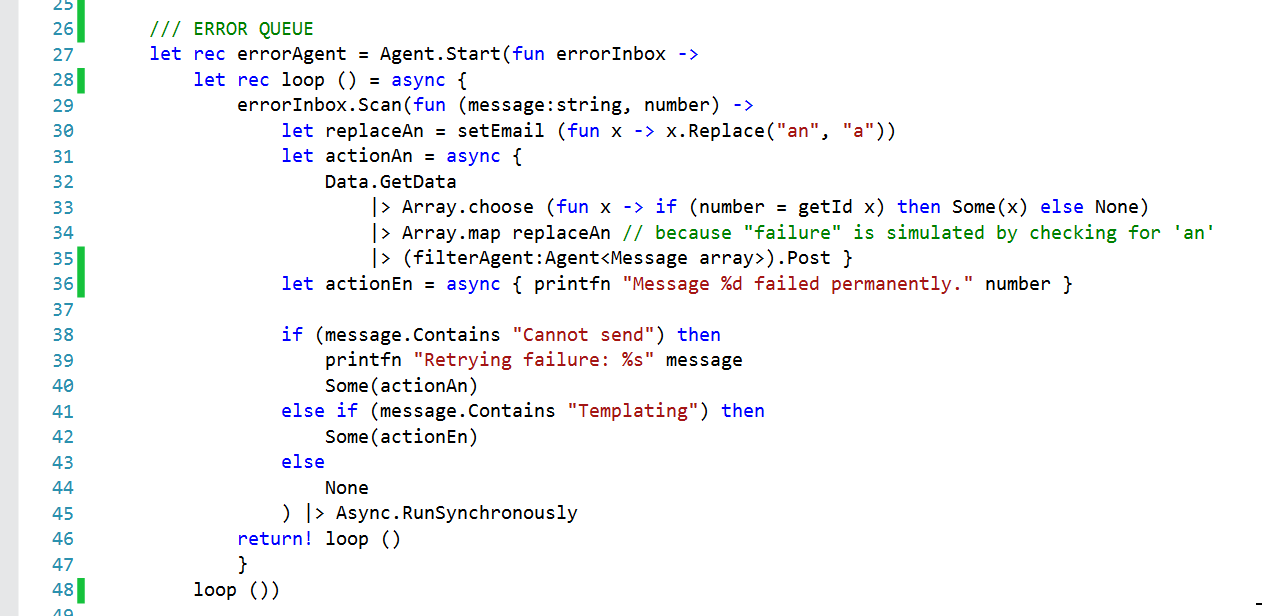 25
26 /// ERROR QUEUE
27 let rec errorAgent = Agent.Start(fun errorInbox ->
28 let rec loop () = async {
29 errorInbox.Scan(fun (message:string, number) ->
30 let replaceAn = setEmail (fun x -> x.Replace("an", "a"))
31 let actionAn = async {
32 Data.GetData
33 |> Array.choose (fun x -> if (number = getId x) then Some(x) else None)
34 |> Array.map replaceAn // because "failure" is simulated by checking for 'an'
35 |> (filterAgent:Agent<Message array>).Post }
36 let actionEn = async { printfn "Message %d failed permanently." number }
37
38 if (message.Contains "Cannot send") then
39 printfn "Retrying failure: %s" message
40 Some(actionAn)
41 else if (message.Contains "Templating") then
42 Some(actionEn)
43 else
44 None
45 ) |> Async.RunSynchronously
46 return! loop ()
47 }
48 loop ())
49